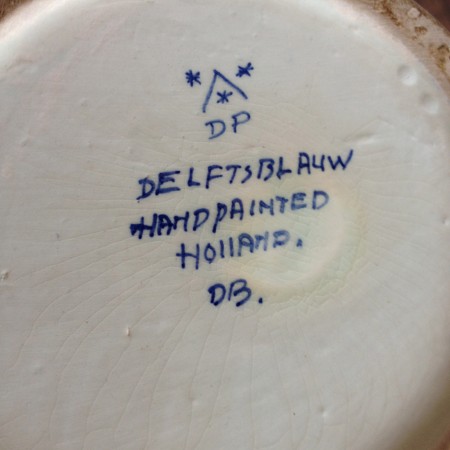 * *
*
DP
DELFTSBLAUW
HANDPAINTED
HOLLAND.
DB.